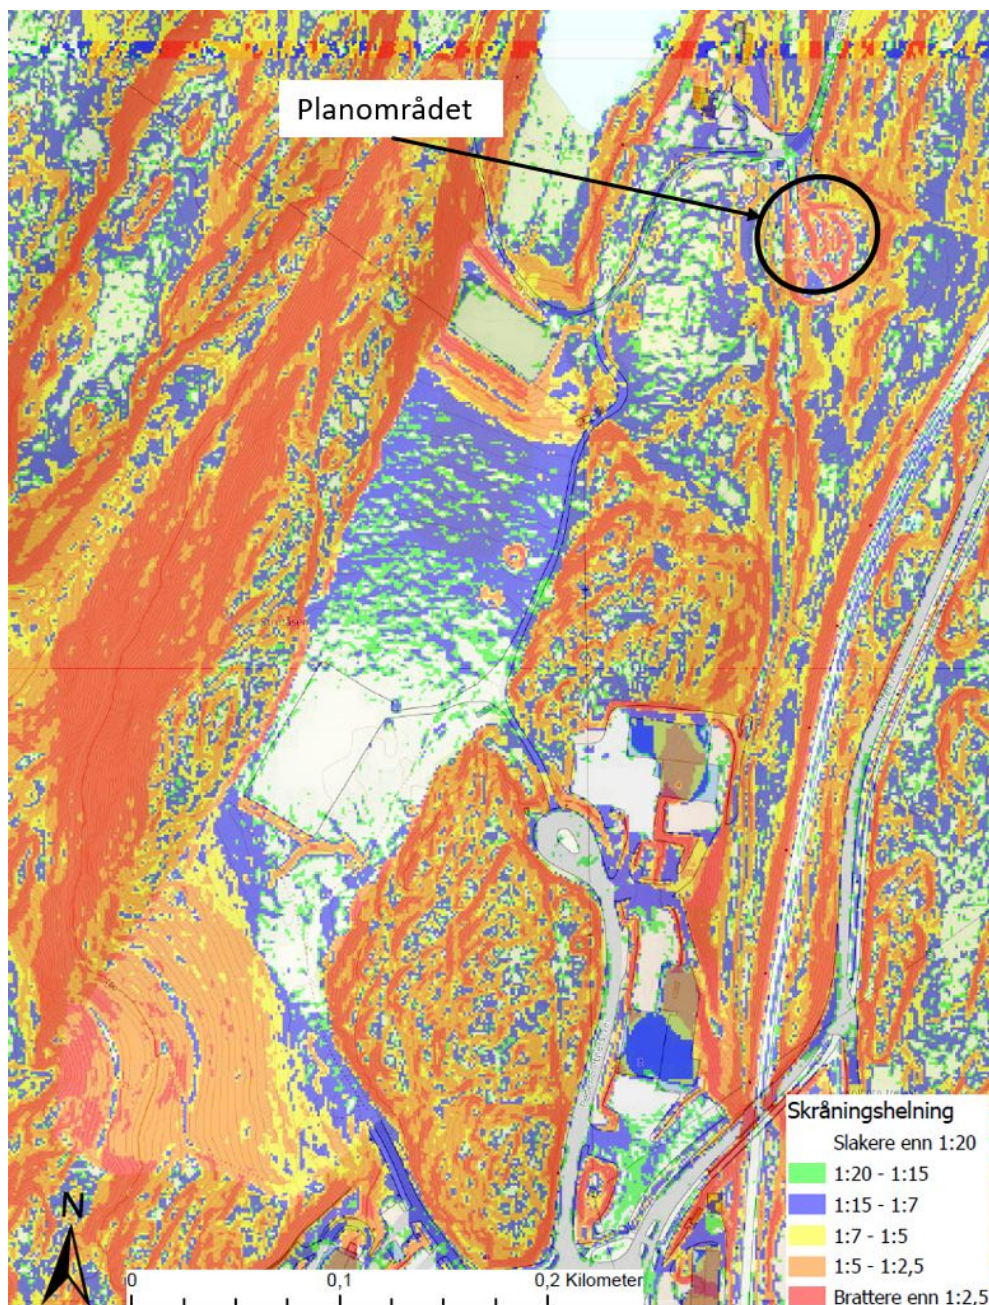 Planområdet
N
0
0,1
0,2 Kilometer
Skråningshelning
Slakere enn 1:20
1:20 - 1:15
1:15 - 1:7
1:7 - 1:5
1:5 - 1:2,5
Brattere enn 1:2,5